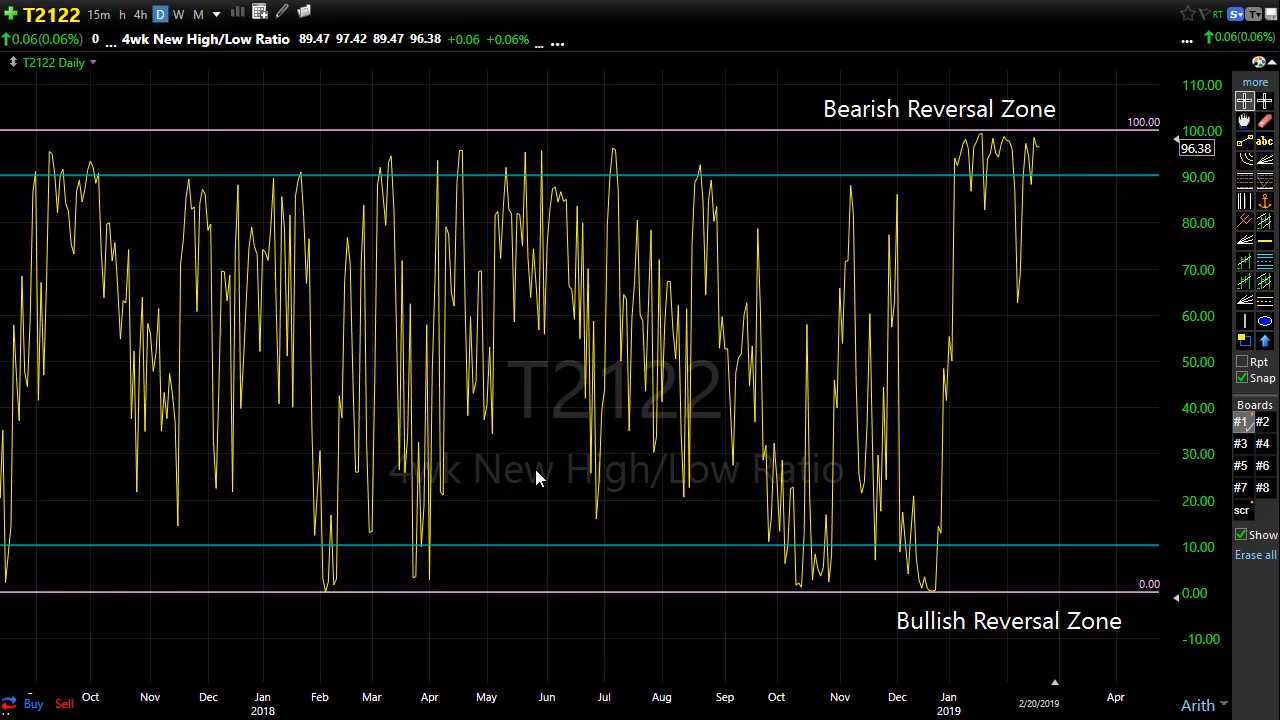 T2122 15m h 4h D W M RT S T
0.06(0.06%) 0 ... 4wk New High/Low Ratio 89.47 97.42 89.47 96.38 +0.06 +0.06% ... ... ... 0.06(0.06%)
T2122 Daily
more
110.00
Bearish Reversal Zone
100.00
100.00
abc
96.38
90.00
80.00
70.00
60.00
50.00
Rpt
Snap
T2122
Boards
40.00
#1 #2
#3 #4
30.00
4wk New High/Low Ratio
#5 #6
#7 #8
20.00
scr
Show
10.00
Erase all
0.00
0.00
Bullish Reversal Zone
-10.00
Oct Nov Dec Jan Feb Mar Apr May Jun Jul Aug Sep Oct Nov Dec Jan 2/20/2019 Apr
Buy Sell
2018 2019
Arith